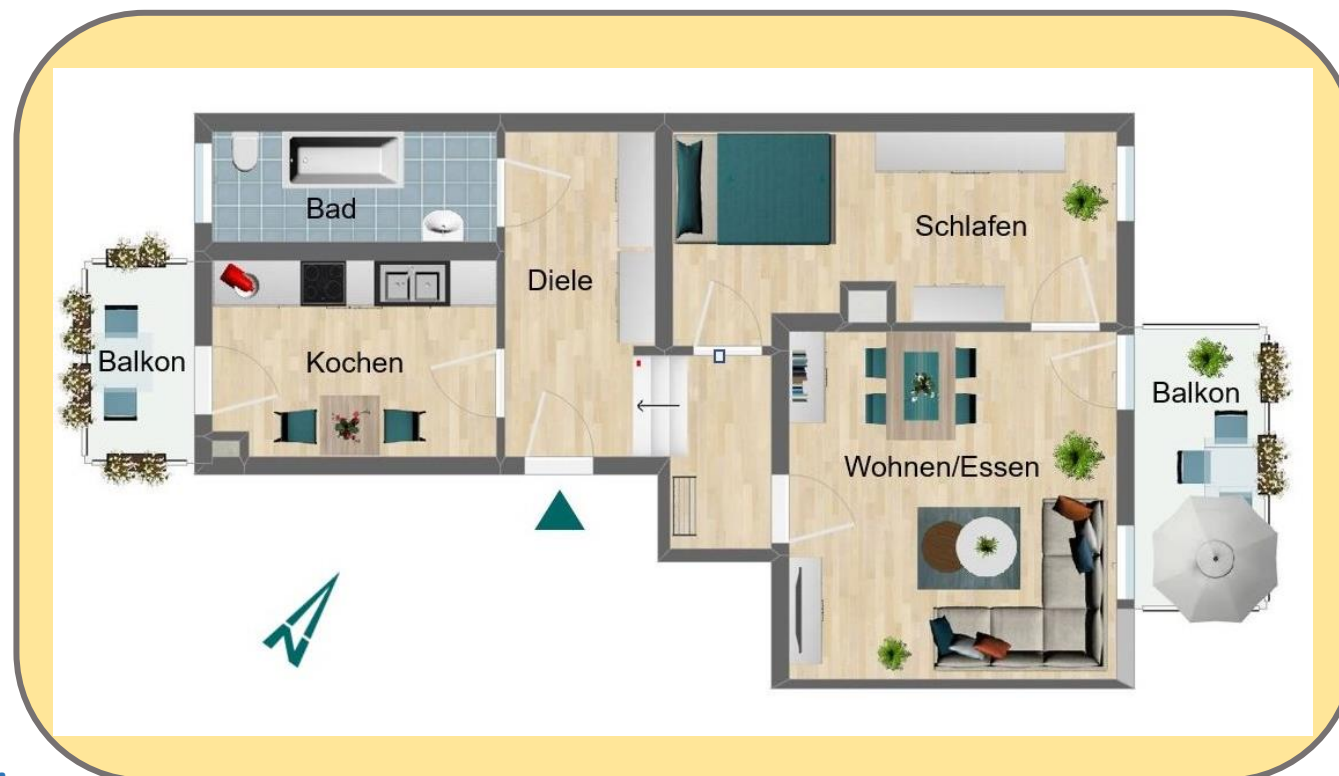 Bad
Schlafen
Diele
Balkon
Kochen
Balkon
Wohnen/Essen
N